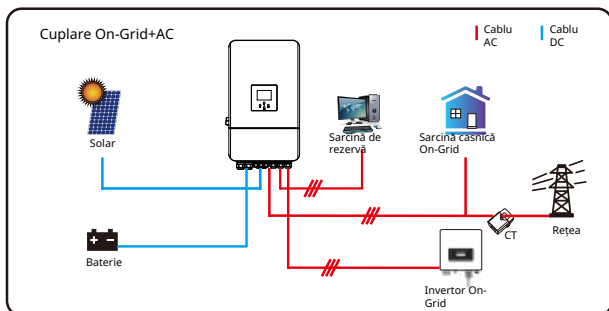 Cuplare On-Grid+AC
Cablu
AC
Cablu
DC
Solar
Sarcină de
rezervă
Sarcina casnică
On-Grid
Baterie
CT
Rețea
Invertor On-
Grid